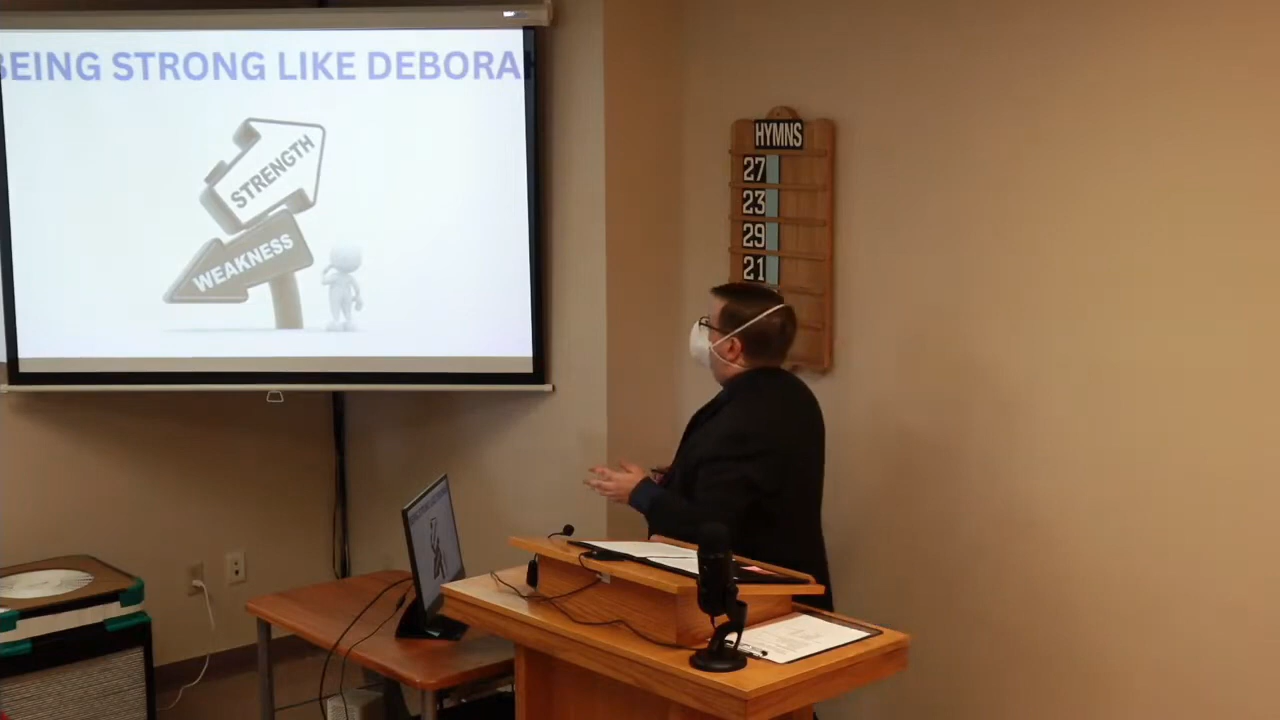 BEING STRONG LIKE DEBORA
STRENGTH
WEAKNESS
HYMNS
27
23
29
21